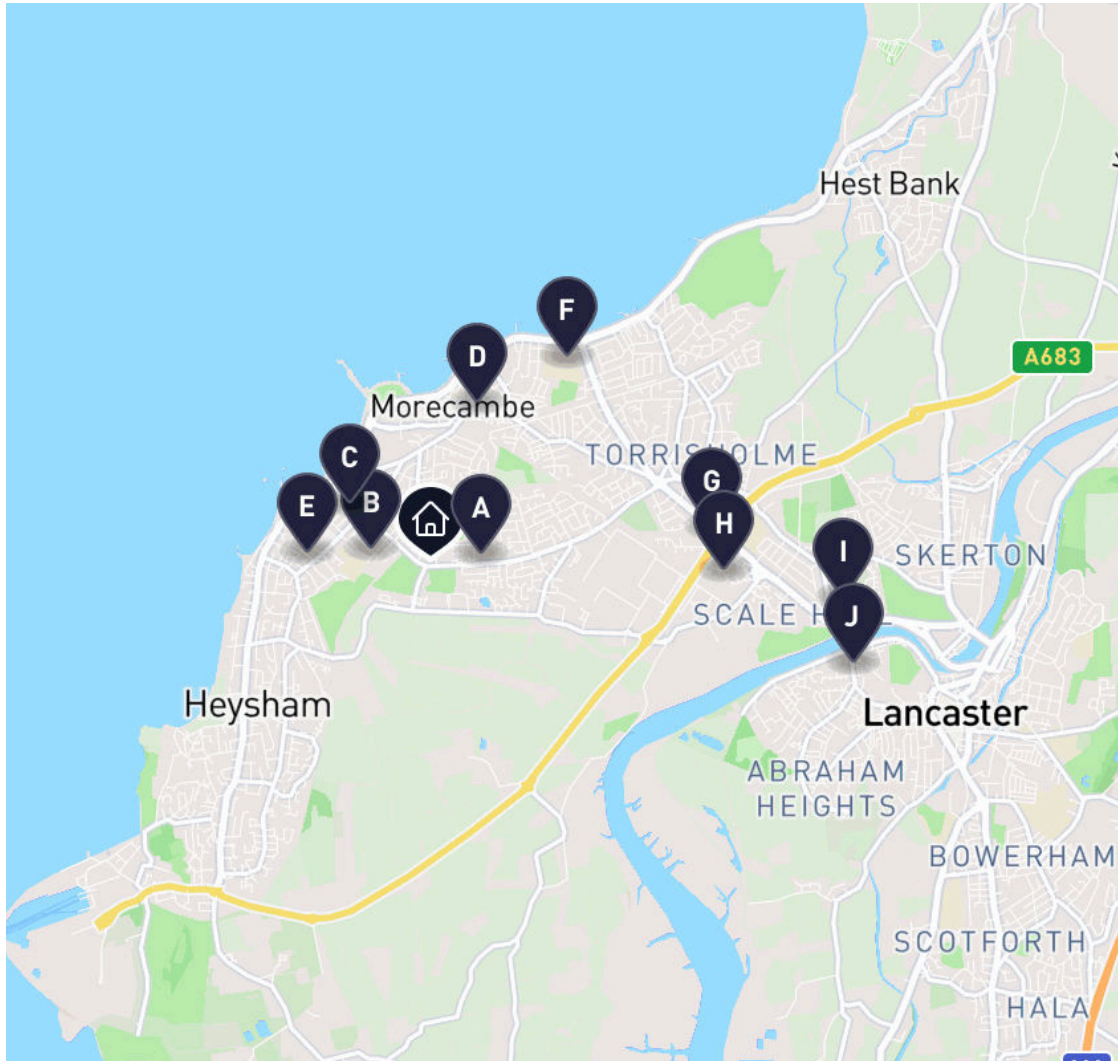 Hest Bank
F
A683
D
Morecambe
C
TORRISHOLME
G
E
B
A
H
I
SKERTON
SCALE HALL
J
Heysham
Lancaster
ABRAHAM
HEIGHTS
BOWERHAM
SCOTFORTH
HALA